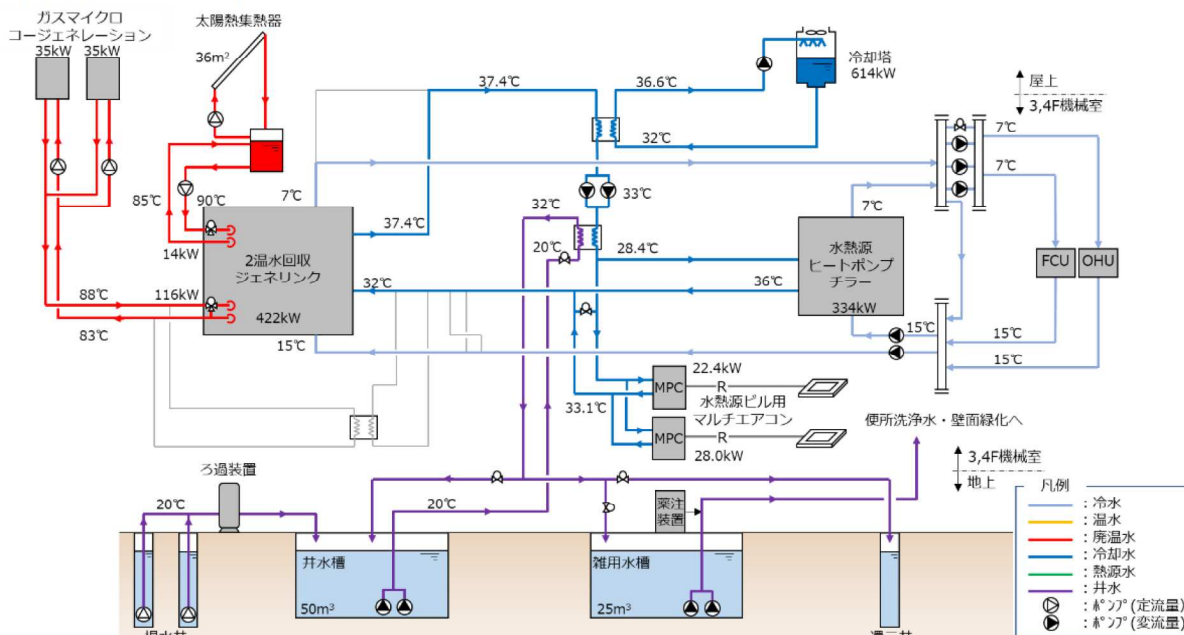 ガスマイクロ
コージェネレーション
35kW 35kW
太陽熱集熱器
36m²
冷却塔
614kW
37.4℃
36.6℃
32℃
屋上
3,4F機械室
7℃
7℃
33℃
7℃
85℃
90℃
14kW
37.4℃
32℃
20℃
28.4℃
7℃
2温水回収
ジェネリンク
422kW
水熱源
ヒートポンプ
チラー
334kW
FCU
OHU
32℃
36℃
88℃
116kW
83℃
15℃
15℃
15℃
15℃
22.4kW
MPC
R
水熱源ビル用
マルチエアコン
33.1℃
MPC
R
28.0kW
便所洗浄水・壁面緑化へ
3,4F機械室
地上
ろ過装置
20℃
20℃
薬注
装置
井水槽
50m³
雑用水槽
25m³
凡例
：冷水
：温水
：廃温水
：冷却水
：熱源水
：井水
：ﾎﾟﾝﾌﾟ(定流量)
：ﾎﾟﾝﾌﾟ(変流量)